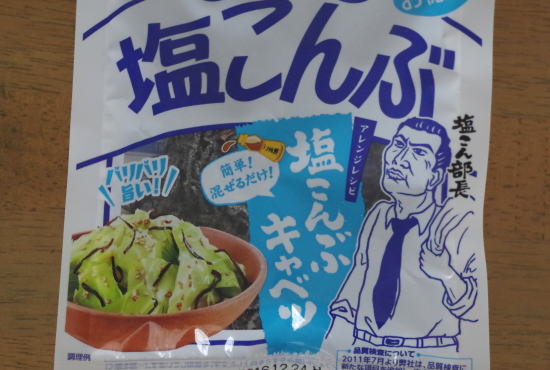 塩こんぶ
塩こん部長
アレンジレシピ
塩こんぶ
キャベツ
簡単!
混ぜるだけ!
バリバリ
旨い!
調理例
品質検査について
2011年7月より弊社は、品質検査に